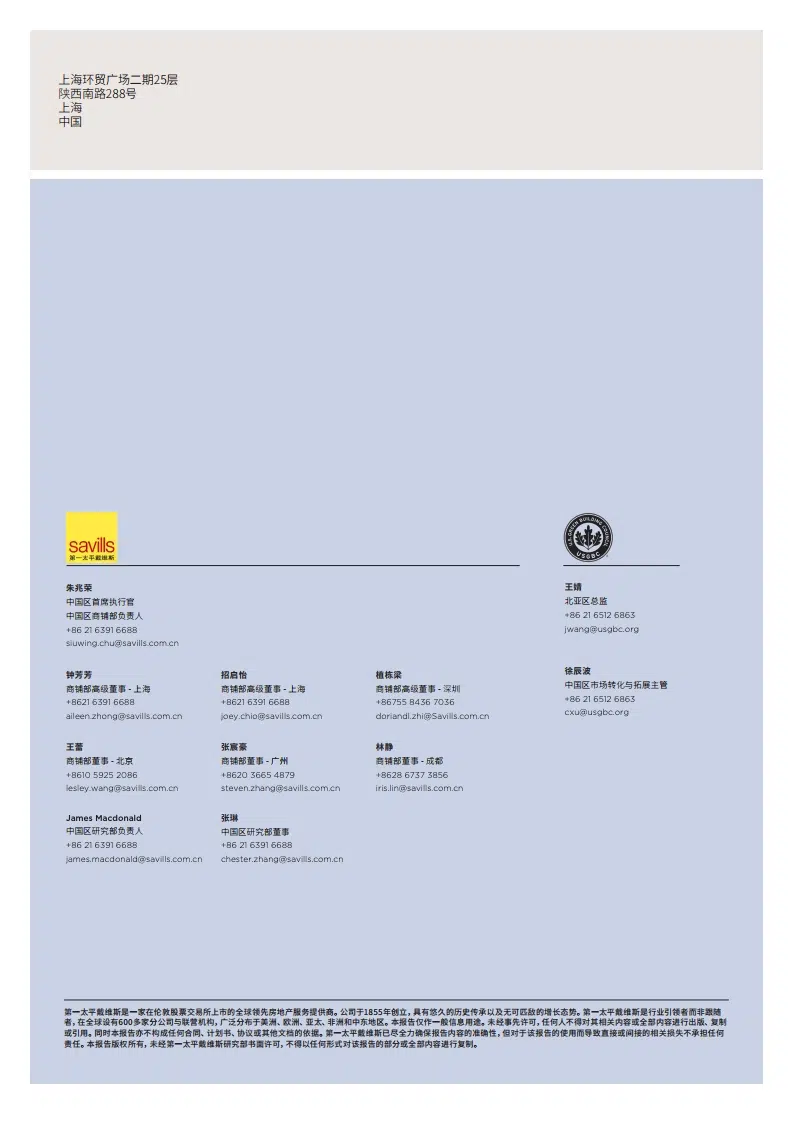 上海环贸广场二期25层
陕西南路288号
上海
中国
savills
第一太平戴维斯
朱兆荣
中国区首席执行官
中国区商铺部负责人
+86 21 6391 6688
siuwing.chu@savills.com.cn
钟芳芳
商铺部高级董事 - 上海
+8621 6391 6688
aileen.zhong@savills.com.cn
招启怡
商铺部高级董事 - 上海
+8621 6391 6688
joey.chio@savills.com.cn
植栋梁
商铺部高级董事 - 深圳
+86755 8436 7036
doriandl.zhi@Savills.com.cn
王蕾
商铺部董事 - 北京
+8610 5925 2086
lesley.wang@savills.com.cn
张宸豪
商铺部董事 - 广州
+8620 3665 4879
steven.zhang@savills.com.cn
林静
商铺部董事 - 成都
+8628 6737 3856
iris.lin@savills.com.cn
James Macdonald
中国区研究部负责人
+86 21 6391 6688
james.macdonald@savills.com.cn
张琳
中国区研究部董事
+86 21 6391 6688
chester.zhang@savills.com.cn
U.S. GREEN BUILDING COUNCIL
USGBC
王婧
北亚区总监
+86 21 6512 6863
jwang@usgbc.org
徐辰波
中国区市场转化与拓展主管
+86 21 6512 6863
cxu@usgbc.org
第一太平戴维斯是一家在伦敦股票交易所上市的全球领先房地产服务提供商。公司于1855年创立，具有悠久的历史传承以及无可匹敌的增长态势。第一太平戴维斯是行业引领者而非跟随
者，在全球设有600多家分公司与联营机构，广泛分布于美洲、欧洲、亚太、非洲和中东地区。本报告仅作一般信息用途。未经事先许可，任何人不得对其相关内容或全部内容进行出版、复制
或引用。同时本报告亦不构成任何合同、计划书、协议或其他文档的依据。第一太平戴维斯已尽全力确保报告内容的准确性，但对于该报告的使用而导致直接或间接的相关损失不承担任何
责任。本报告版权所有，未经第一太平戴维斯研究部书面许可，不得以任何形式对该报告的部分或全部内容进行复制。